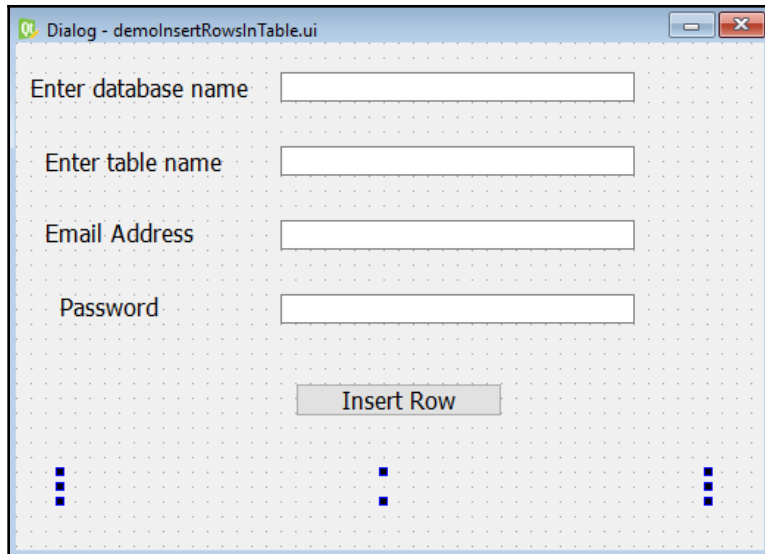 Dialog - demoInsertRowsInTable.ui
Enter database name
Enter table name
Email Address
Password
Insert Row